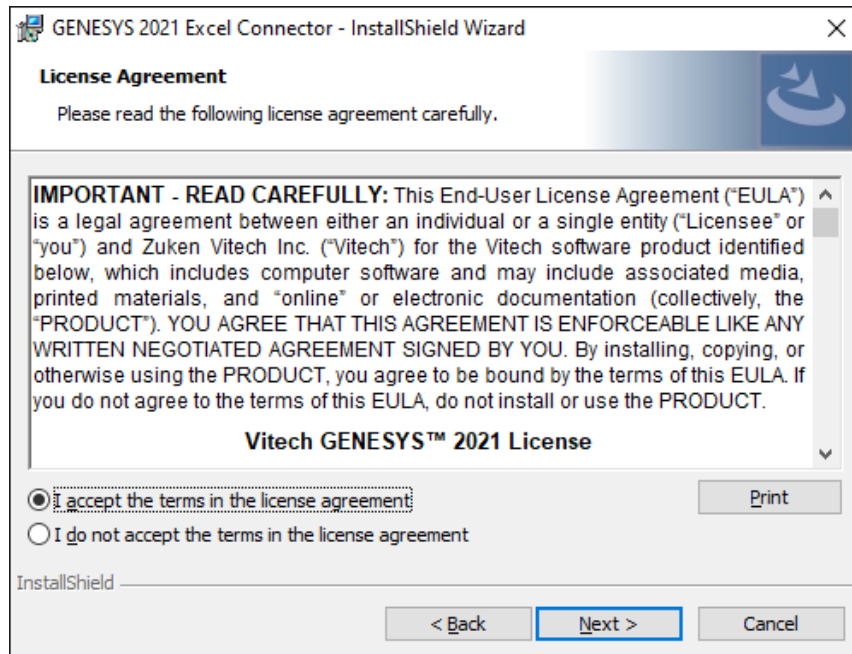 GENESYS 2021 Excel Connector - InstallShield Wizard
License Agreement
Please read the following license agreement carefully.
IMPORTANT - READ CAREFULLY: This End-User License Agreement (“EULA”)
is a legal agreement between either an individual or a single entity (“Licensee” or
“you”) and Zuken Vitech Inc. (“Vitech”) for the Vitech software product identified
below, which includes computer software and may include associated media,
printed materials, and “online” or electronic documentation (collectively, the
“PRODUCT”). YOU AGREE THAT THIS AGREEMENT IS ENFORCEABLE LIKE ANY
WRITTEN NEGOTIATED AGREEMENT SIGNED BY YOU. By installing, copying, or
otherwise using the PRODUCT, you agree to be bound by the terms of this EULA. If
you do not agree to the terms of this EULA, do not install or use the PRODUCT.
Vitech GENESYS™ 2021 License
I accept the terms in the license agreement
Print
I do not accept the terms in the license agreement
InstallShield
< Back
Next >
Cancel